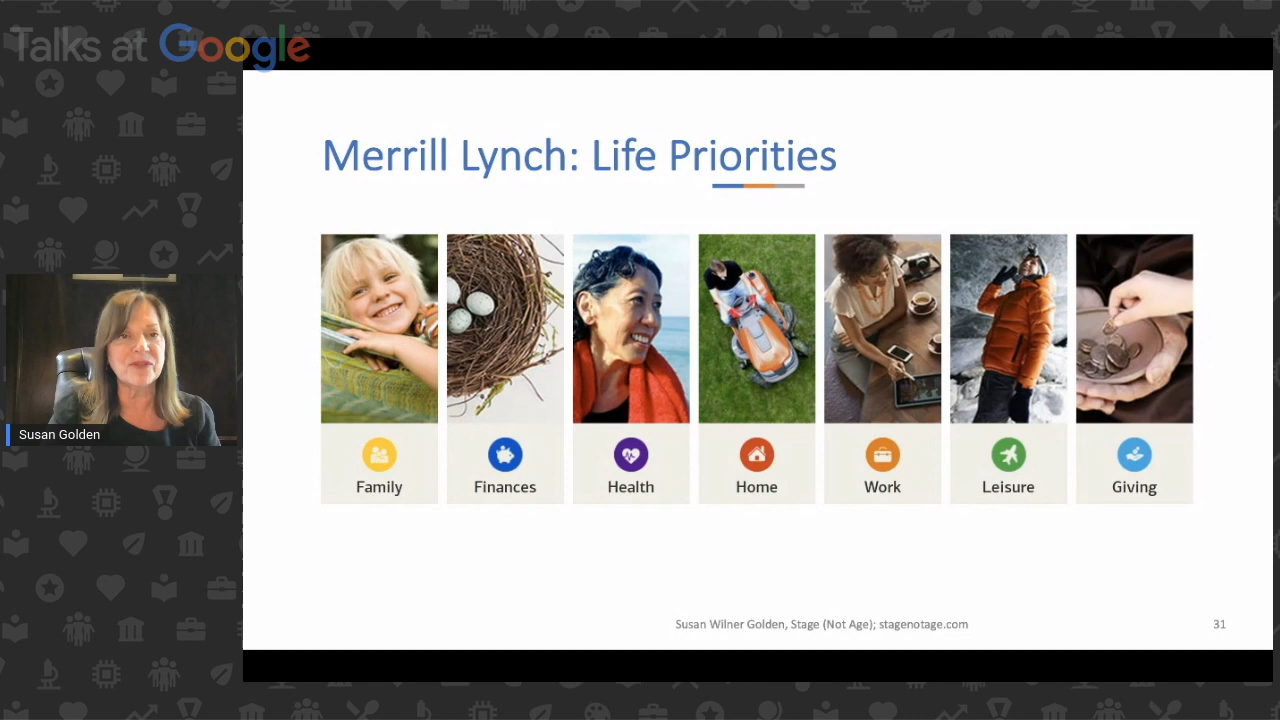 Talks at Google
Merrill Lynch: Life Priorities
Family
Finances
Health
Home
Work
Leisure
Giving
Susan Golden
Susan Wilner Golden, Stage (Not Age); stagenotage.com
31